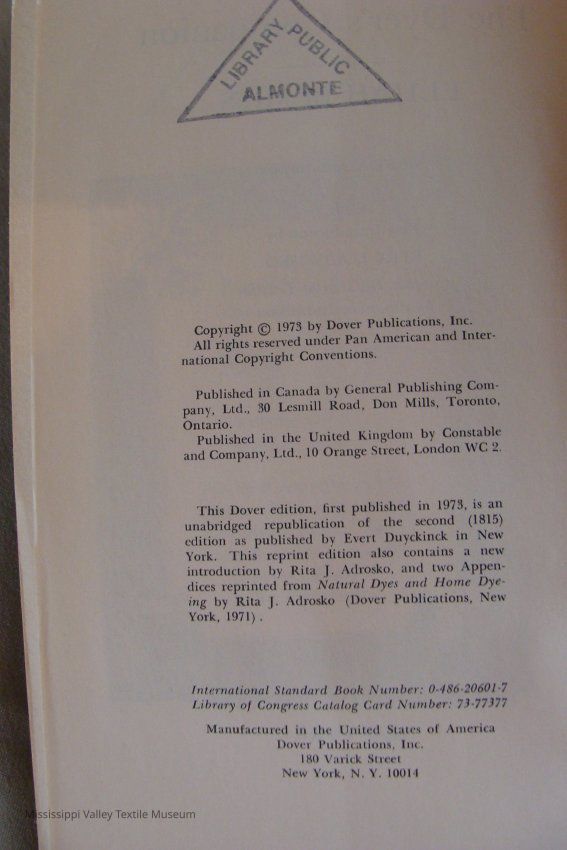 LIBRARY PUBLIC
ALMONTE
Copyright © 1973 by Dover Publications, Inc.
All rights reserved under Pan American and Inter-
national Copyright Conventions.
Published in Canada by General Publishing Com-
pany, Ltd., 30 Lesmill Road, Don Mills, Toronto,
Ontario.
Published in the United Kingdom by Constable
and Company, Ltd., 10 Orange Street, London WC 2.
This Dover edition, first published in 1973, is an
unabridged republication of the second (1815)
edition as published by Evert Duyckinck in New
York. This reprint edition also contains a new
introduction by Rita J. Adrosko, and two Appen-
dices reprinted from Natural Dyes and Home Dye-
ing by Rita J. Adrosko (Dover Publications, New
York, 1971).
International Standard Book Number: 0-486-20601-7
Library of Congress Catalog Card Number: 73-77377
Manufactured in the United States of America
Dover Publications, Inc.
180 Varick Street
New York, N. Y. 10014
Mississippi Valley Textile Museum